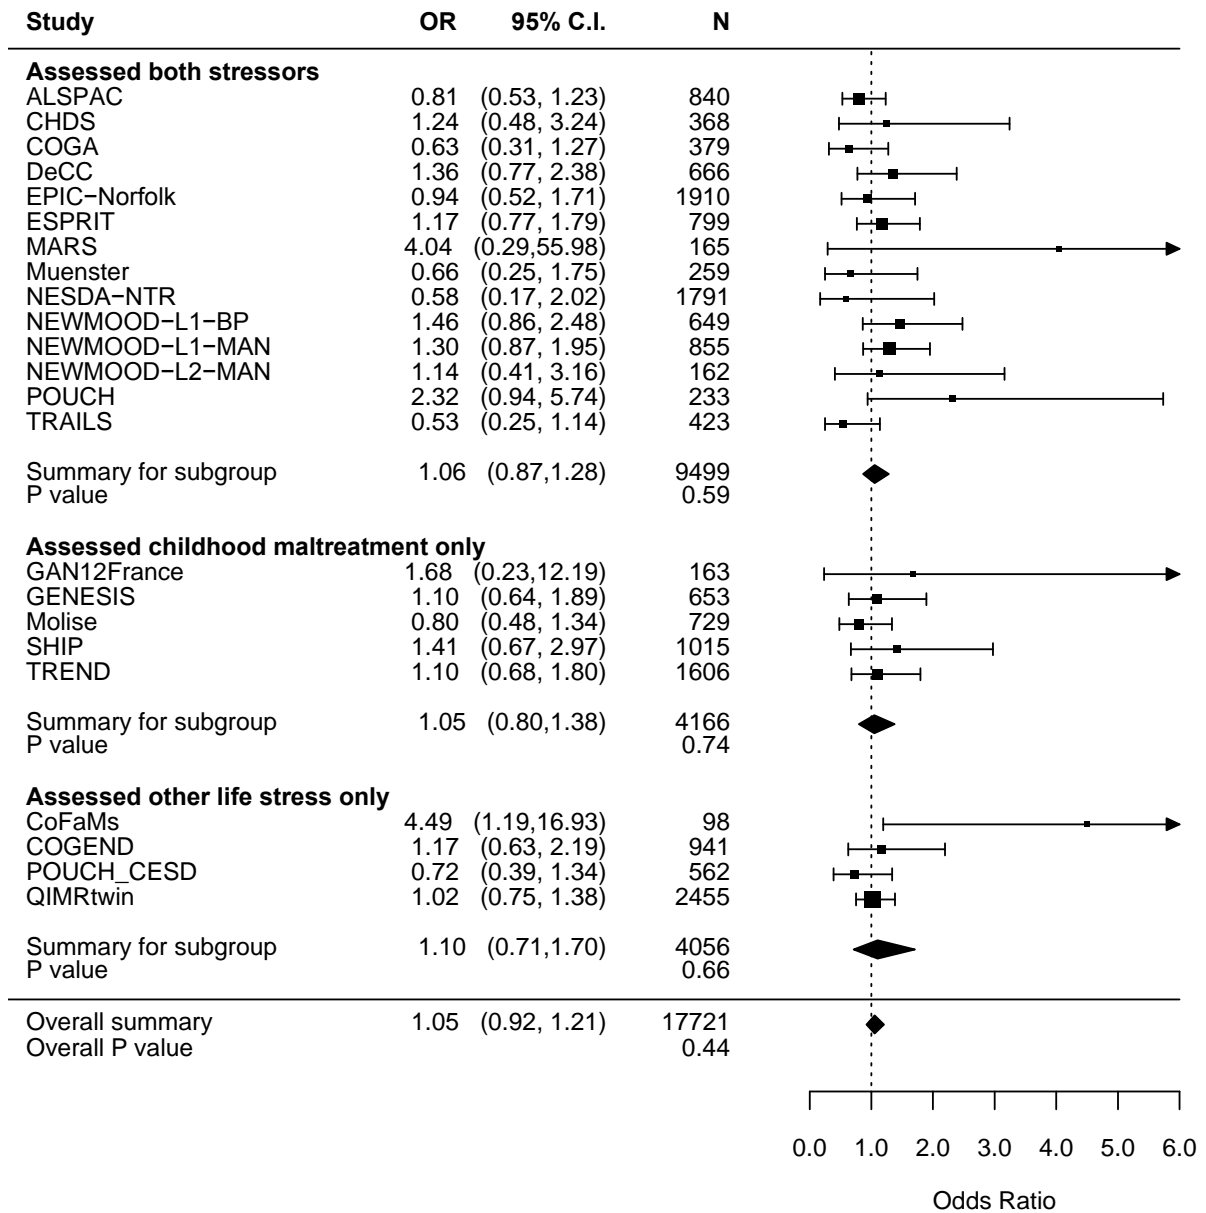 Study OR 95% C.I. N
Assessed both stressors
ALSPAC 0.81 (0.53, 1.23) 840
CHDS 1.24 (0.48, 3.24) 368
COGA 0.63 (0.31, 1.27) 379
DeCC 1.36 (0.77, 2.38) 666
EPIC−Norfolk 0.94 (0.52, 1.71) 1910
ESPRIT 1.17 (0.77, 1.79) 799
MARS 4.04 (0.29,55.98) 165
Muenster 0.66 (0.25, 1.75) 259
NESDA−NTR 0.58 (0.17, 2.02) 1791
NEWMOOD−L1−BP 1.46 (0.86, 2.48) 649
NEWMOOD−L1−MAN 1.30 (0.87, 1.95) 855
NEWMOOD−L2−MAN 1.14 (0.41, 3.16) 162
POUCH 2.32 (0.94, 5.74) 233
TRAILS 0.53 (0.25, 1.14) 423
Summary for subgroup 1.06 (0.87,1.28) 9499
P value 0.59
Assessed childhood maltreatment only
GAN12France 1.68 (0.23,12.19) 163
GENESIS 1.10 (0.64, 1.89) 653
Molise 0.80 (0.48, 1.34) 729
SHIP 1.41 (0.67, 2.97) 1015
TREND 1.10 (0.68, 1.80) 1606
Summary for subgroup 1.05 (0.80,1.38) 4166
P value 0.74
Assessed other life stress only
CoFaMs 4.49 (1.19,16.93) 98
COGEND 1.17 (0.63, 2.19) 941
POUCH_CESD 0.72 (0.39, 1.34) 562
QIMRtwin 1.02 (0.75, 1.38) 2455
Summary for subgroup 1.10 (0.71,1.70) 4056
P value 0.66
Overall summary 1.05 (0.92, 1.21) 17721
Overall P value 0.44
0.0 1.0 2.0 3.0 4.0 5.0 6.0
Odds Ratio